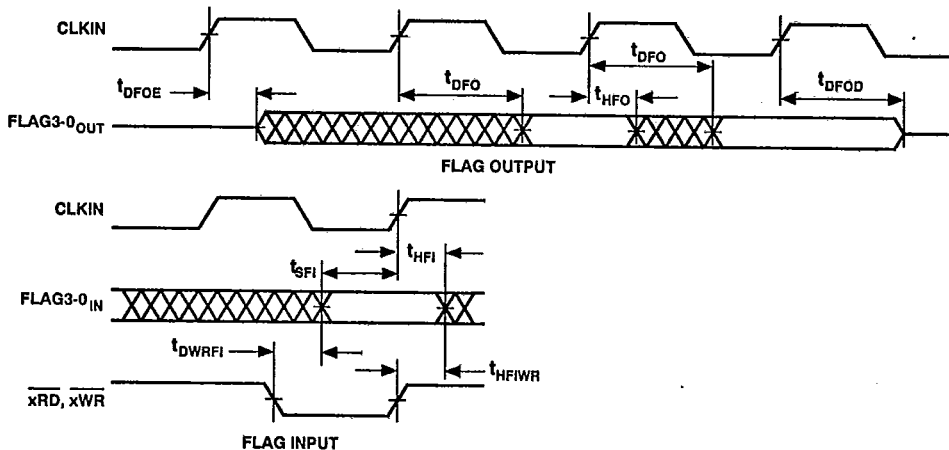 CLKIN
tDFOE
tDFO
tDFO
tHFO
tDFOD
FLAG3-0OUT
FLAG OUTPUT
CLKIN
tHFI
tSFI
FLAG3-0IN
tDWRFI
tHFIWR
xRD, xWR
FLAG INPUT